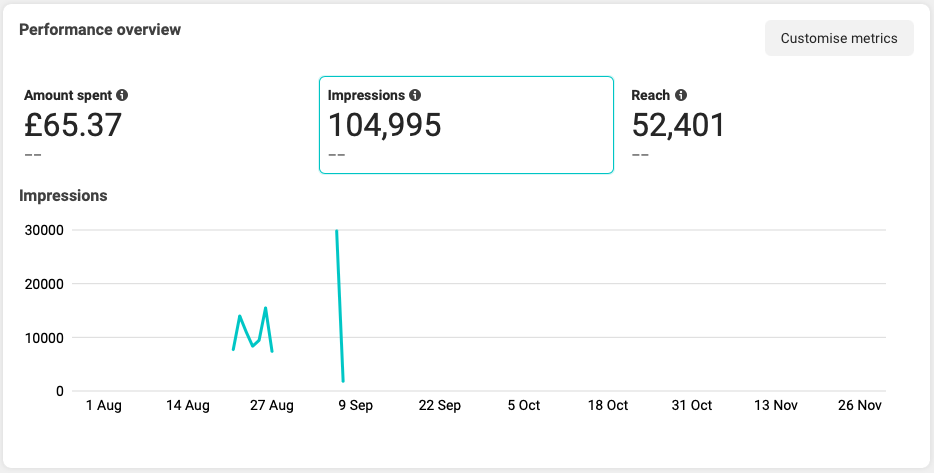 Performance overview
Customise metrics
Amount spent
£65.37
––
Impressions
104,995
––
Reach
52,401
––
Impressions
30000
20000
10000
0
1 Aug 14 Aug 27 Aug 9 Sep 22 Sep 5 Oct 18 Oct 31 Oct 13 Nov 26 Nov